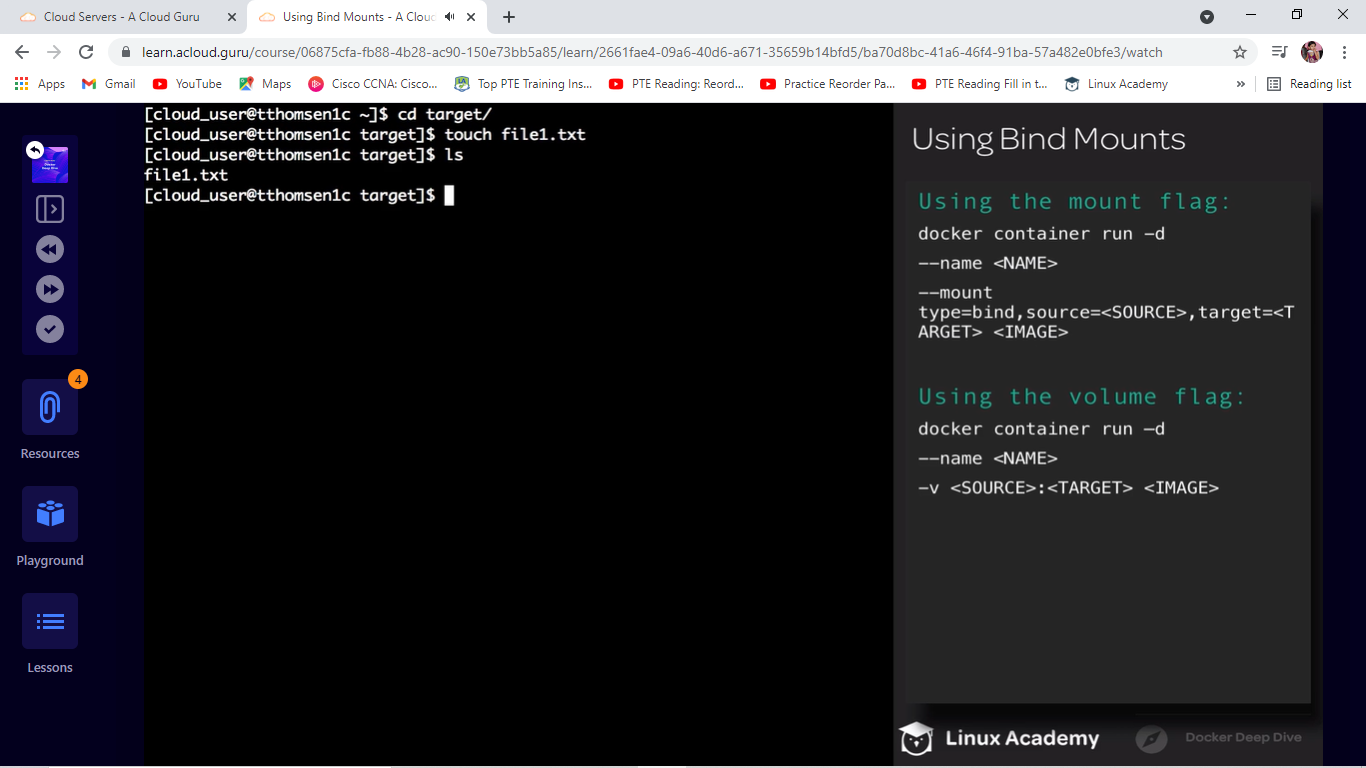 Cloud Servers - A Cloud Guru
Using Bind Mounts - A Clouc
learn.acloud.guru/course/06875cfa-fb88-4b28-ac90-150e73bb5a85/learn/2661fae4-09a6-40d6-a671-35659b14bfd5/ba70d8bc-41a6-46f4-91ba-57a482e0bfe3/watch
Apps Gmail YouTube Maps Cisco CCNA: Cisco... Top PTE Training Ins... PTE Reading: Reord... Practice Reorder Pa... PTE Reading Fill in t... Linux Academy » Reading list
[cloud_user@tthomsen1c ~]$ cd target/
[cloud_user@tthomsen1c target]$ touch file1.txt
[cloud_user@tthomsen1c target]$ ls
file1.txt
[cloud_user@tthomsen1c target]$
Docker
Deep Dive
4
Resources
Playground
Lessons
Using Bind Mounts
Using the mount flag:
docker container run –d
––name <NAME>
––mount
type=bind,source=<SOURCE>,target=<T
ARGET> <IMAGE>
Using the volume flag:
docker container run –d
––name <NAME>
–v <SOURCE>:<TARGET> <IMAGE>
Linux Academy
Docker Deep Dive